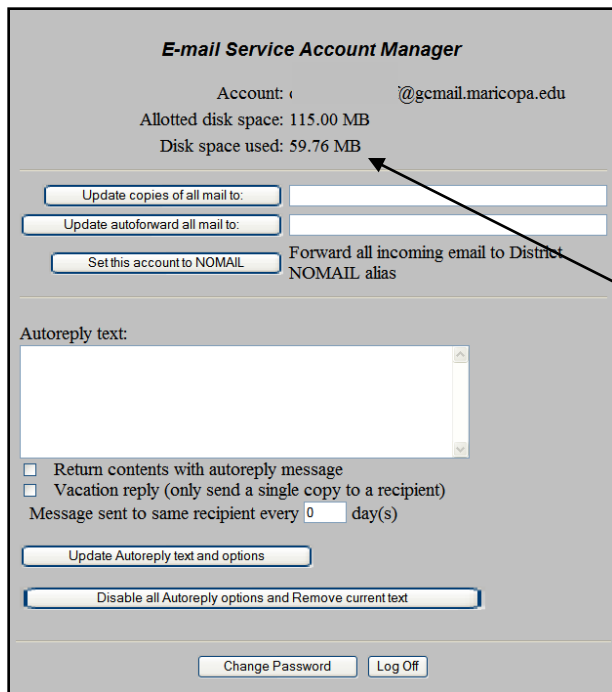 E-mail Service Account Manager
Account: @gcmail.maricopa.edu
Allotted disk space: 115.00 MB
Disk space used: 59.76 MB
Update copies of all mail to:
Update autoforward all mail to:
Set this account to NOMAIL
Forward all incoming email to District
NOMAIL alias
Autoreply text:
Return contents with autoreply message
Vacation reply (only send a single copy to a recipient)
Message sent to same recipient every 0 day(s)
Update Autoreply text and options
Disable all Autoreply options and Remove current text
Change Password Log Off